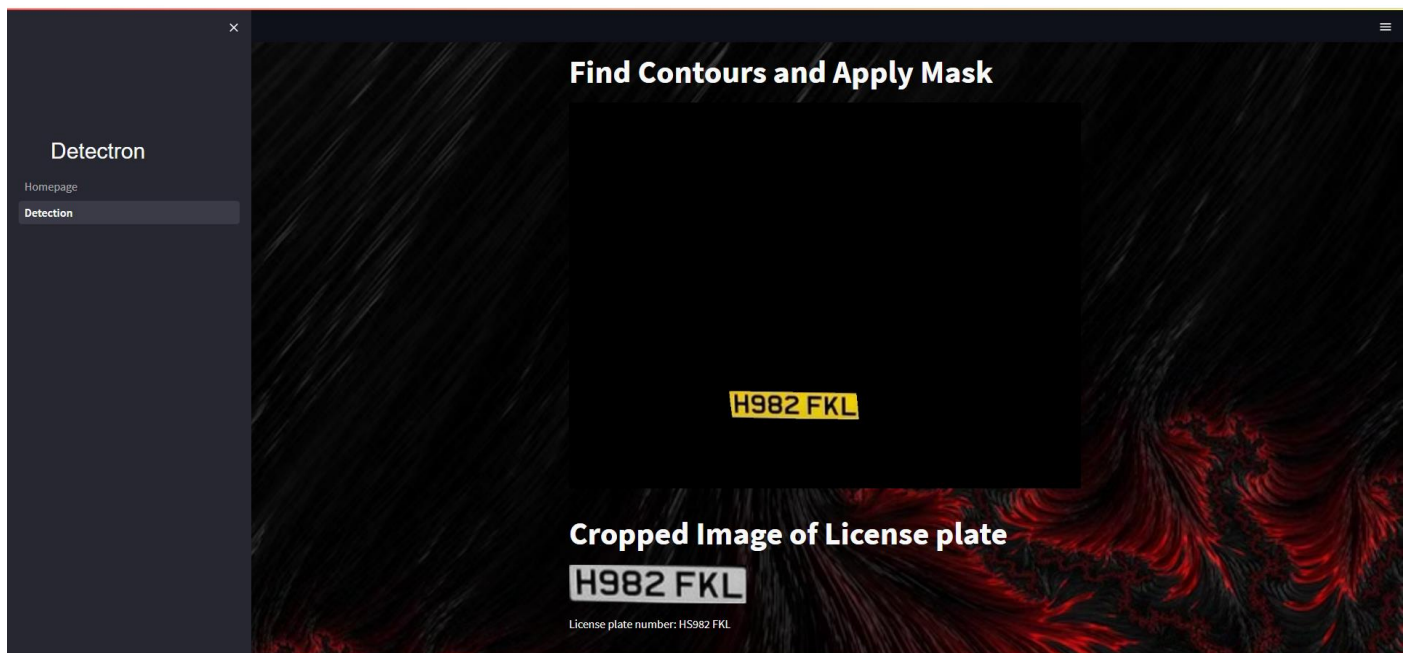 ×
Detectron
Homepage
Detection
Find Contours and Apply Mask
H982 FKL
Cropped Image of License plate
H982 FKL
License plate number: HS982 FKL